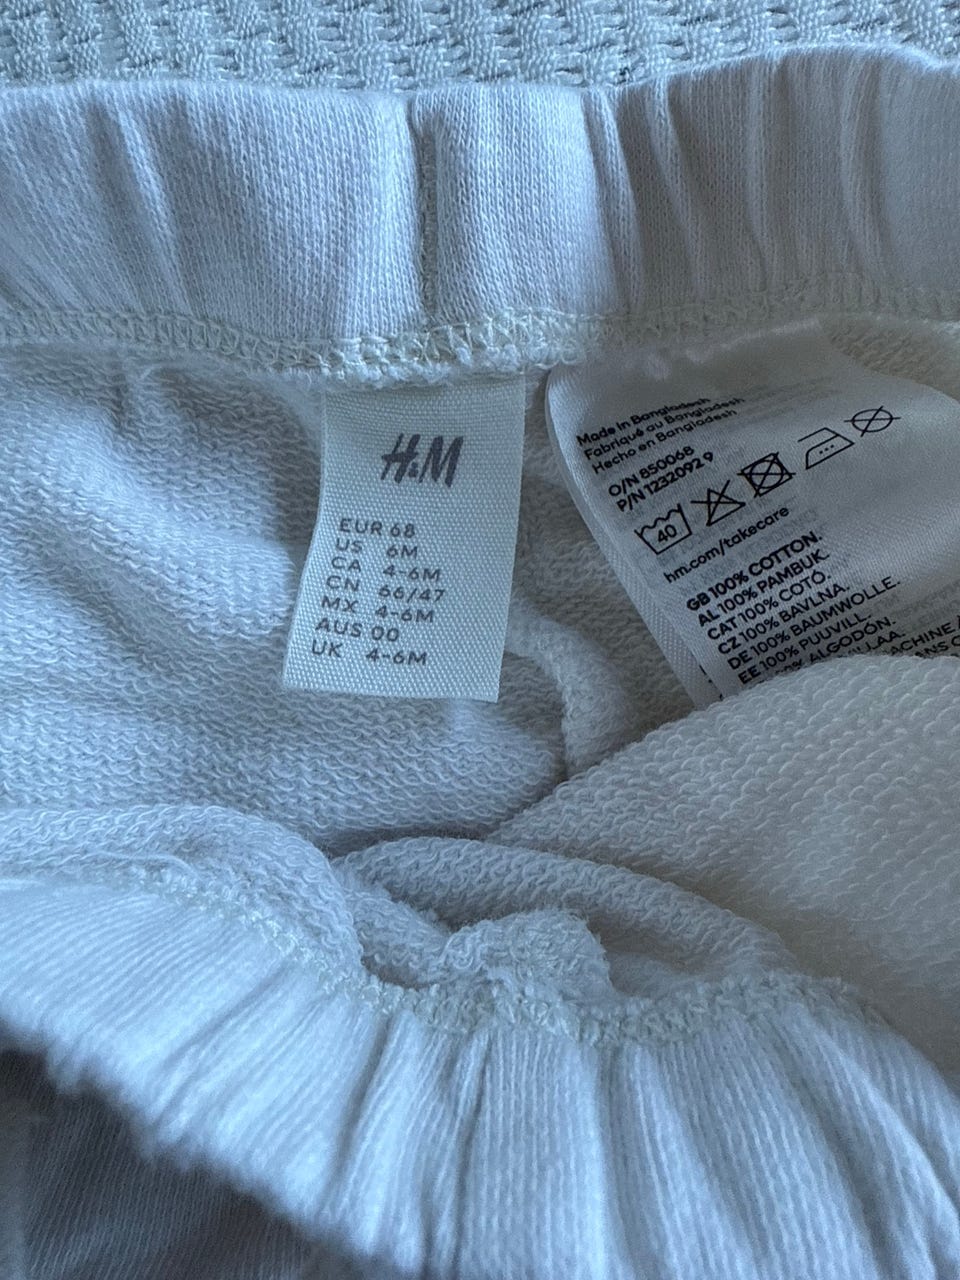 H&M
EUR 68
US 6M
CA 4-6M
CN 66/47
MX 4-6M
AUS 00
UK 4-6M
Made in Bangladesh
Fabriqué au Bangladesh
Hecho en Bangladesh
O/N 850068
P/N 1232092 9
40
hm.com/takecare
GB 100% COTTON.
AL 100% PAMBUK.
CAT 100% COTÓ.
CZ 100% BAVLNA.
DE 100% BAUMWOLLE.
EE 100% PUUVILL.
ALGODÓN.